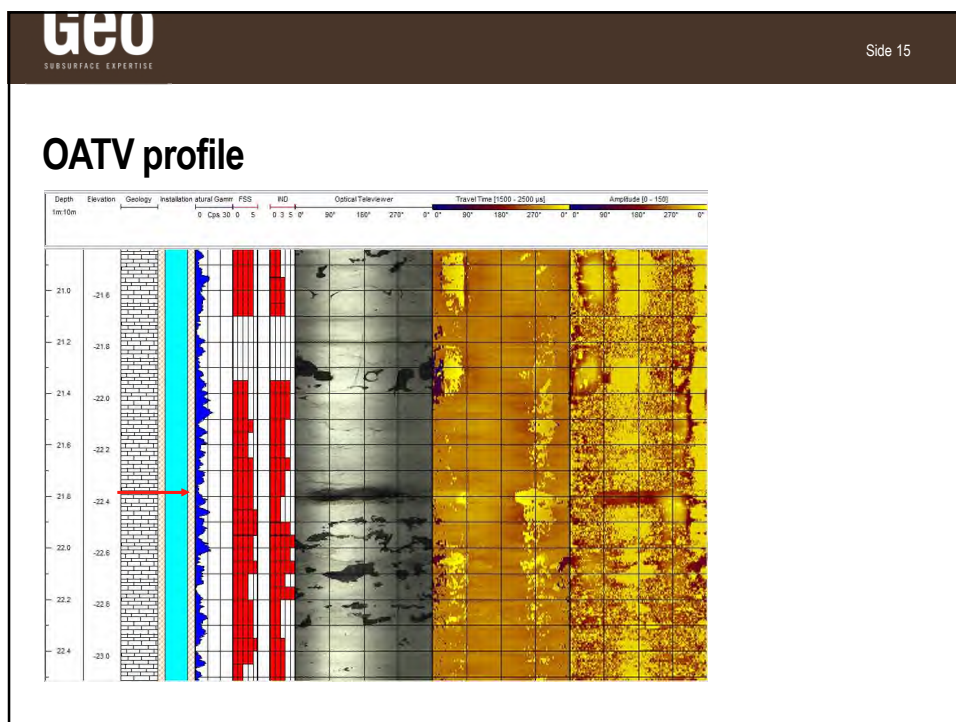 Geo
SUBSURFACE EXPERTISE
Side 15
OATV profile
Depth Elevation Geology Installation atural Gamm FSS IND Optical Televiewer Travel Time [1500 - 2500 µs] Amplitude [0 - 150]
1m:10m 0 Cps 30 0 5 0 3 5 0° 90° 180° 270° 0° 0° 90° 180° 270° 0° 0° 90° 180° 270° 0°
21.0 -21.6
21.2 -21.8
21.4 -22.0
21.6 -22.2
21.8 -22.4
22.0 -22.6
22.2 -22.8
22.4 -23.0